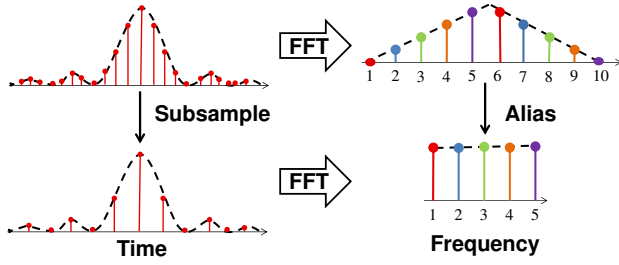 FFT
1 2 3 4 5 6 7 8 9 10
Subsample
Alias
FFT
1 2 3 4 5
Time
Frequency